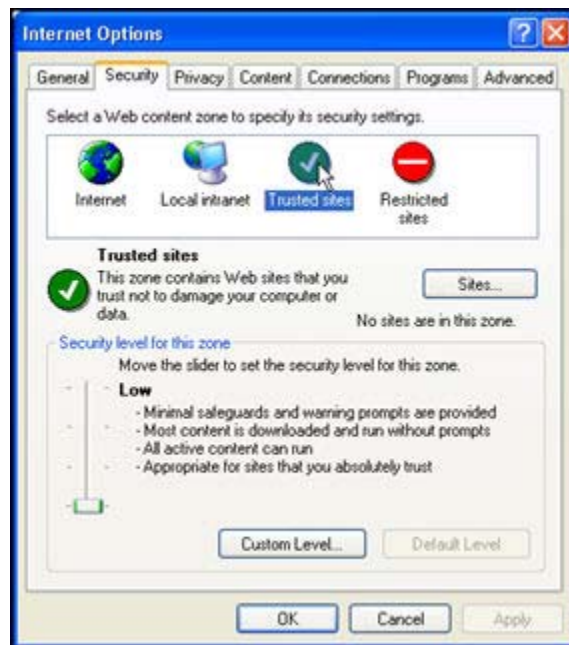 Internet Options
General Security Privacy Content Connections Programs Advanced
Select a Web content zone to specify its security settings.
Internet Local intranet Trusted sites Restricted
sites
Trusted sites
This zone contains Web sites that you
trust not to damage your computer or
data.
Sites...
No sites are in this zone.
Security level for this zone
Move the slider to set the security level for this zone.
Low
- Minimal safeguards and warning prompts are provided
- Most content is downloaded and run without prompts
- All active content can run
- Appropriate for sites that you absolutely trust
Custom Level... Default Level
OK Cancel Apply